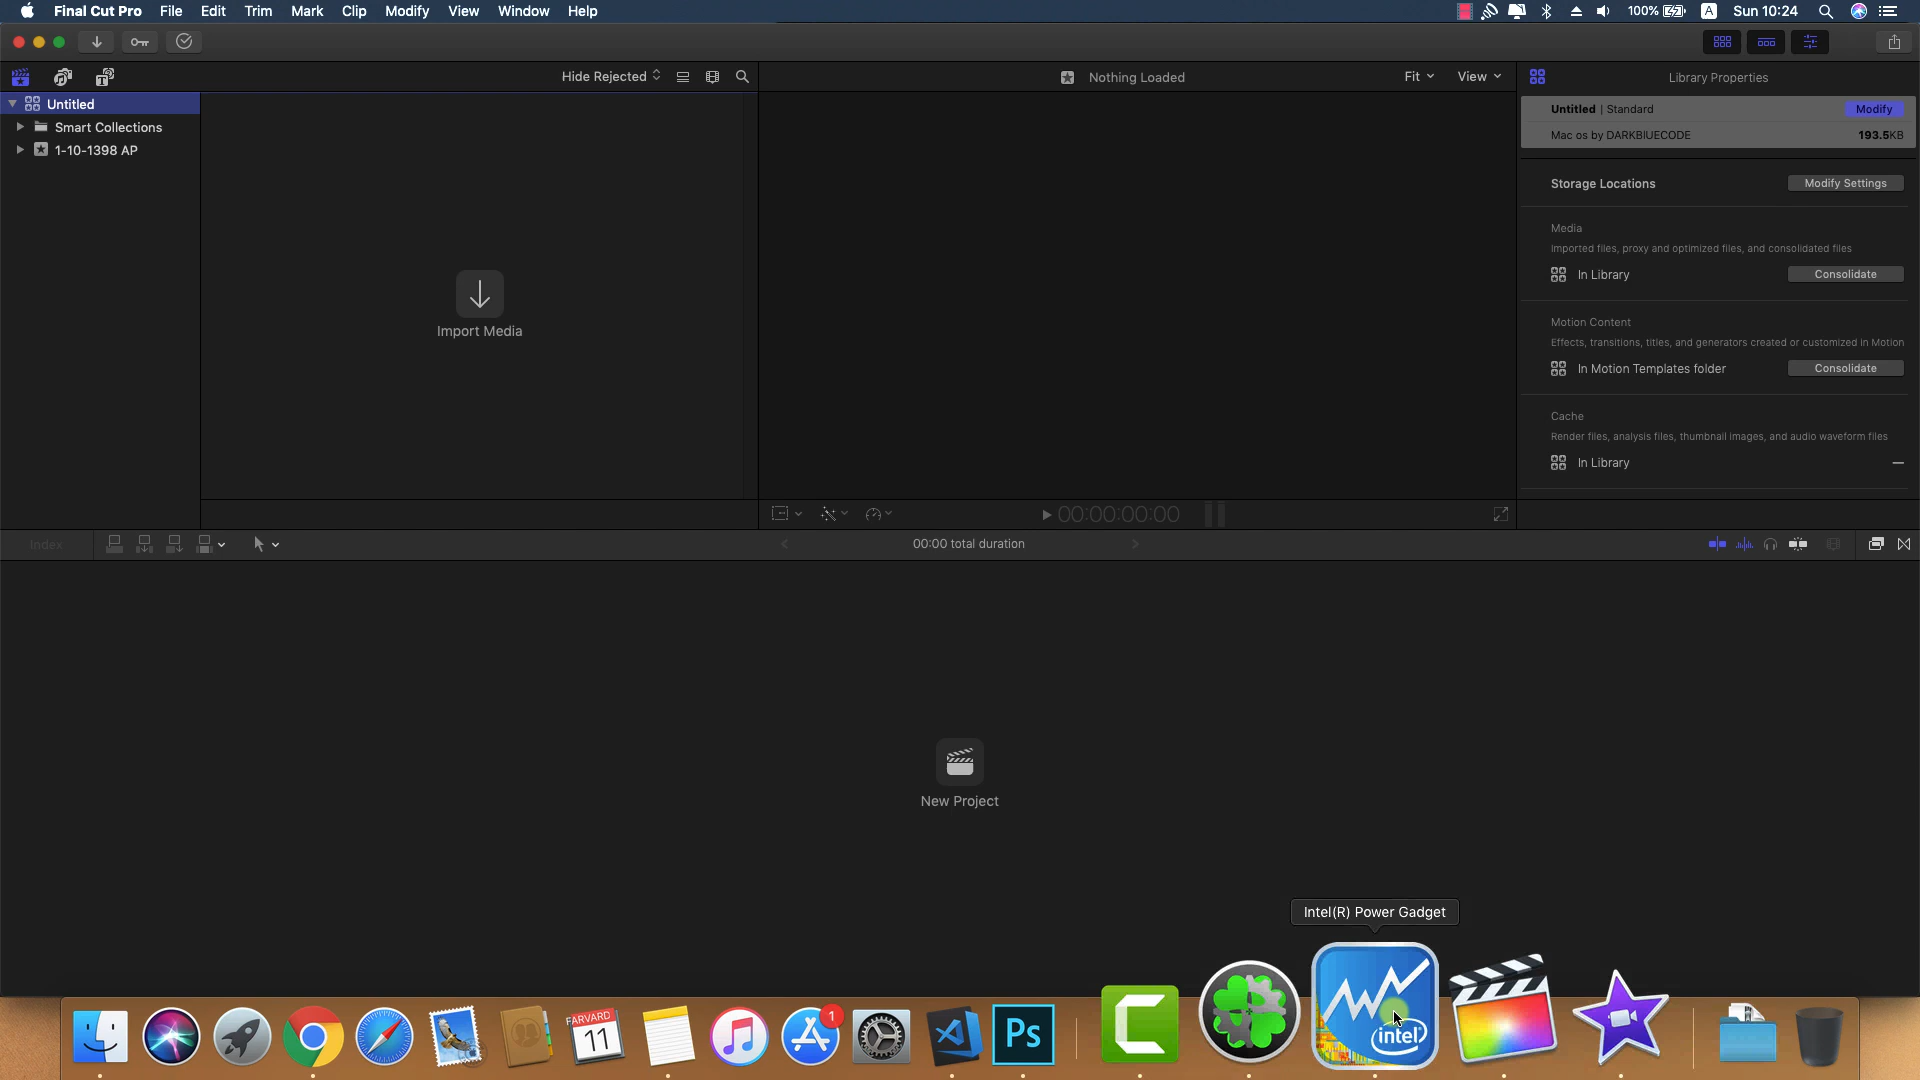 Final Cut Pro File Edit Trim Mark Clip Modify View Window Help
100% A Sun 10:24
Hide Rejected
Nothing Loaded
Fit
View
Library Properties
Untitled
Smart Collections
1-10-1398 AP
Import Media
Untitled | Standard
Modify
Mac os by DARKBlUECODE
193.5KB
Storage Locations
Modify Settings
Media
Imported files, proxy and optimized files, and consolidated files
In Library
Consolidate
Motion Content
Effects, transitions, titles, and generators created or customized in Motion
In Motion Templates folder
Consolidate
Cache
Render files, analysis files, thumbnail images, and audio waveform files
In Library
00:00:00:00
Index
00:00 total duration
New Project
Intel(R) Power Gadget
FARVARD
11
1
Ps
intel